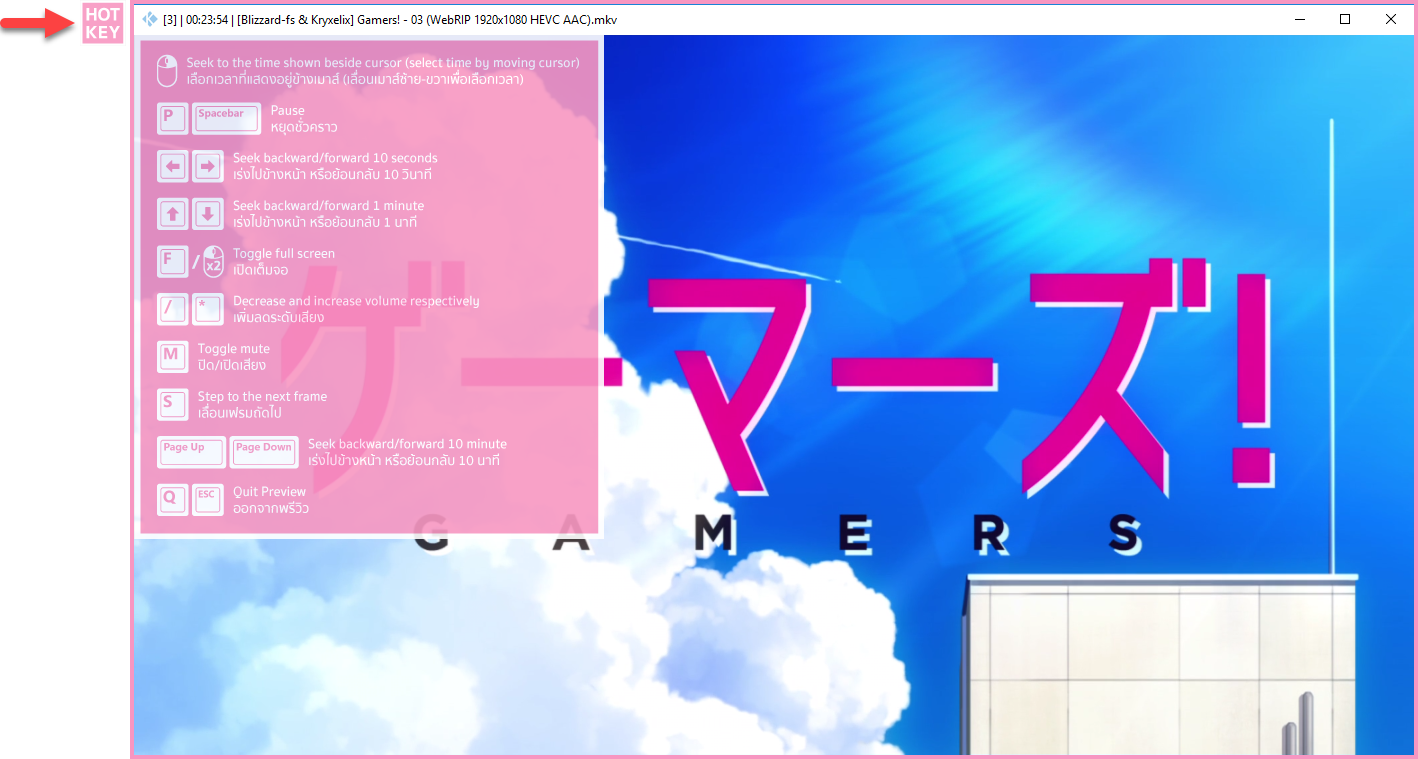 HOT
KEY
[3] | 00:23:54 | [Blizzard-fs & Kryxelix] Gamers! - 03 (WebRIP 1920x1080 HEVC AAC).mkv
Seek to the time shown beside cursor (select time by moving cursor)
เลือกเวลาที่แสดงอยู่ข้างเมาส์ (เลื่อนเมาส์ซ้าย-ขวาเพื่อเลือกเวลา)
P Spacebar Pause
หยุดชั่วคราว
Seek backward/forward 10 seconds
เร่งไปข้างหน้า หรือย้อนกลับ 10 วินาที
Seek backward/forward 1 minute
เร่งไปข้างหน้า หรือย้อนกลับ 1 นาที
F / x2 Toggle full screen
เปิดเต็มจอ
/ * Decrease and increase volume respectively
เพิ่มลดระดับเสียง
M Toggle mute
ปิด/เปิดเสียง
S Step to the next frame
เลื่อนเฟรมถัดไป
Page Up Page Down Seek backward/forward 10 minute
เร่งไปข้างหน้า หรือย้อนกลับ 10 นาที
Q ESC Quit Preview
ออกจากพรีวิว
ゲーマーズ!
GAMERS